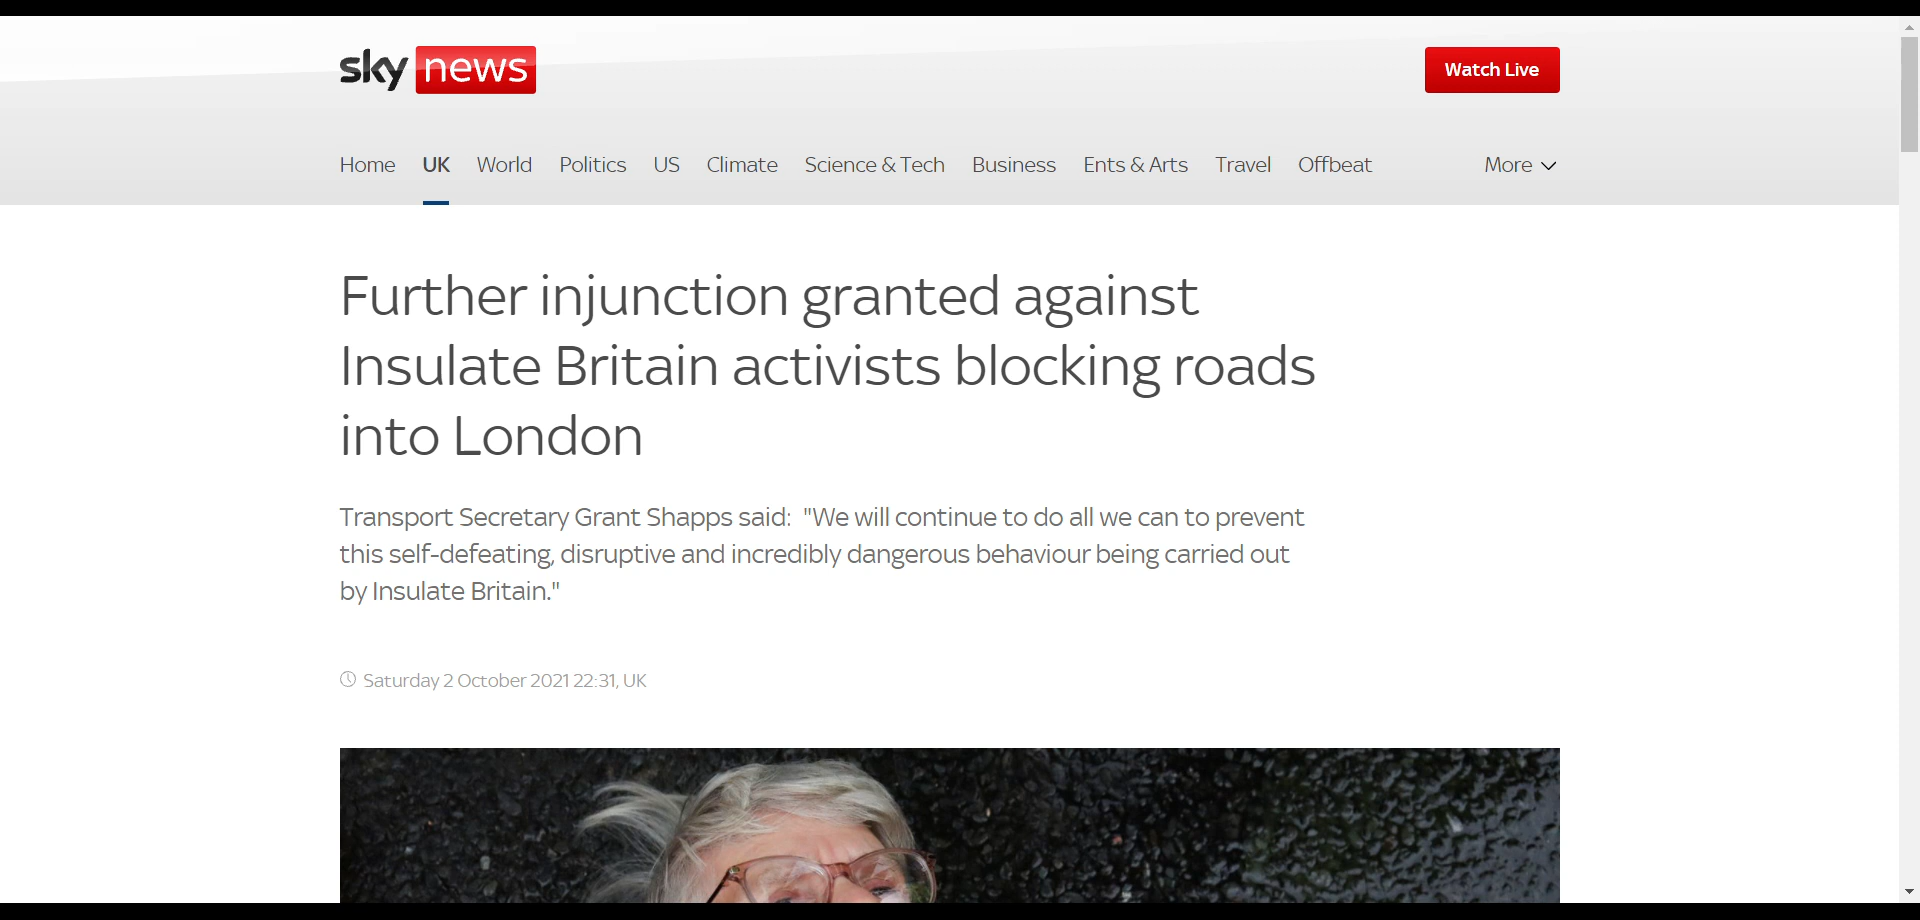 sky news
Watch Live
Home UK World Politics US Climate Science & Tech Business Ents & Arts Travel Offbeat More
Further injunction granted against
Insulate Britain activists blocking roads
into London
Transport Secretary Grant Shapps said: "We will continue to do all we can to prevent
this self-defeating, disruptive and incredibly dangerous behaviour being carried out
by Insulate Britain."
Saturday 2 October 2021 22:31, UK